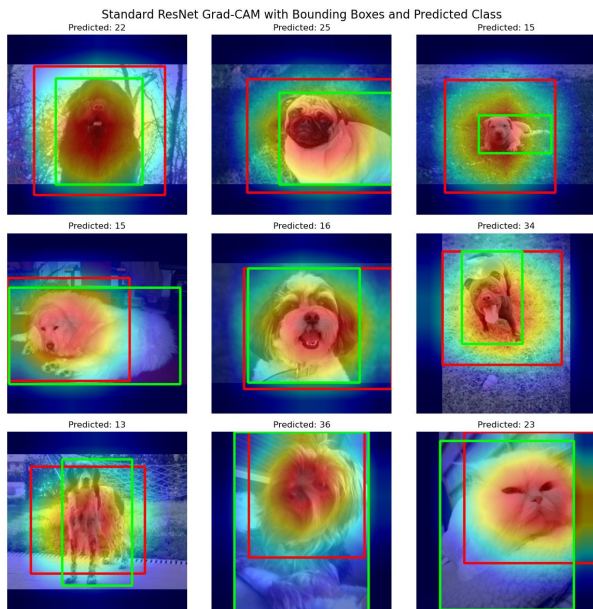 Standard ResNet Grad-CAM with Bounding Boxes and Predicted Class
Predicted: 22
Predicted: 25
Predicted: 15
Predicted: 15
Predicted: 16
Predicted: 34
Predicted: 13
Predicted: 36
Predicted: 23